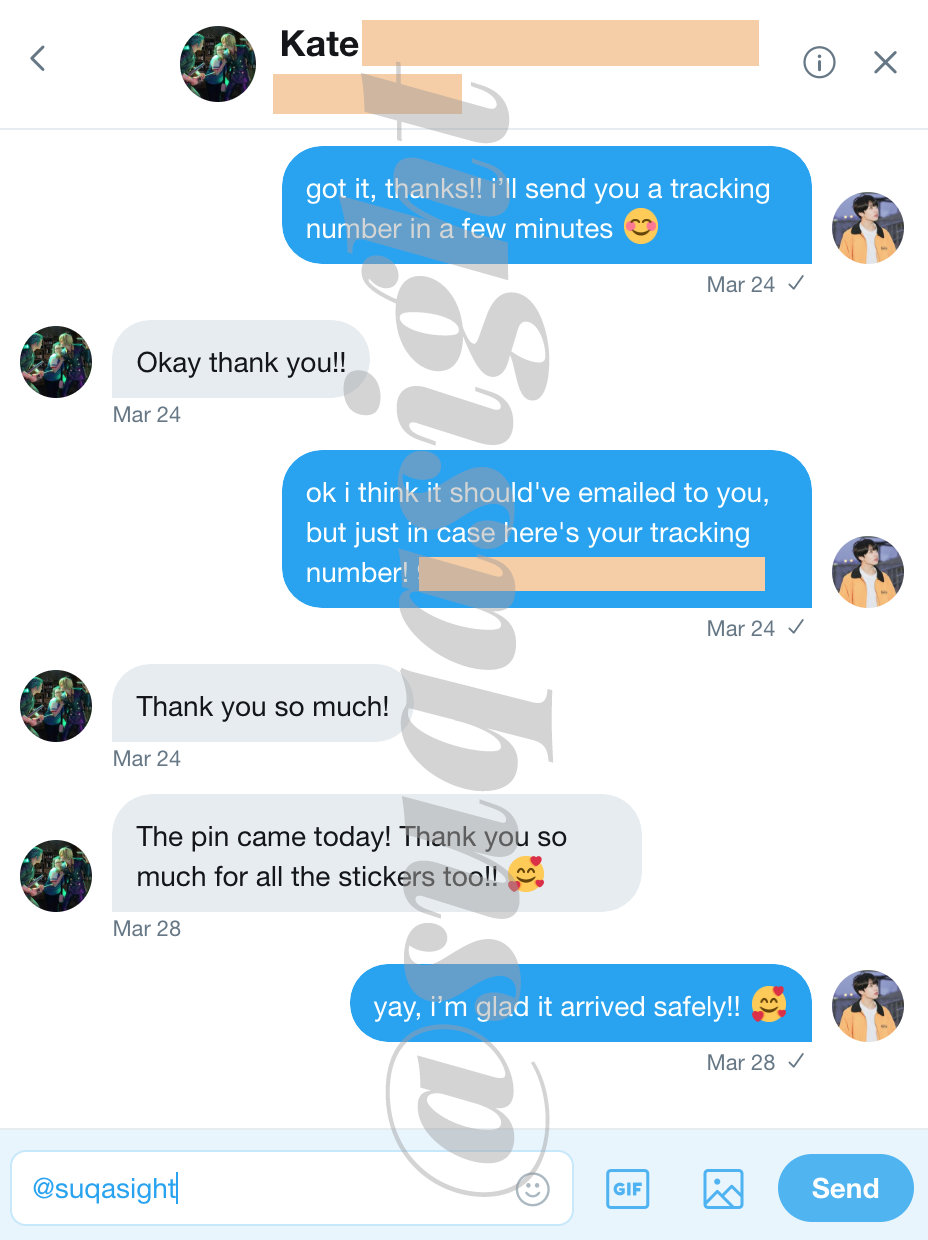 Kate
got it, thanks!! i’ll send you a tracking
number in a few minutes 😊
Mar 24 ✓
Okay thank you!!
Mar 24
ok i think it should've emailed to you,
but just in case here's your tracking
number!
Mar 24 ✓
Thank you so much!
Mar 24
The pin came today! Thank you so
much for all the stickers too!! 🥰
Mar 28
yay, i’m glad it arrived safely!! 🥰
Mar 28 ✓
@suqasight
GIF
Send
@suqasight